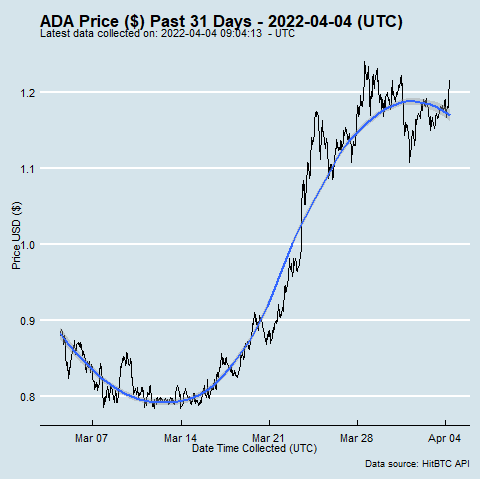 ADA Price ($) Past 31 Days - 2022-04-04 (UTC)
Latest data collected on: 2022-04-04 09:04:13  - UTC
1.2
1.1
1.0
0.9
0.8
Price USD ($)
Mar 07
Mar 14
Mar 21
Mar 28
Apr 04
Date Time Collected (UTC)
Data source: HitBTC API